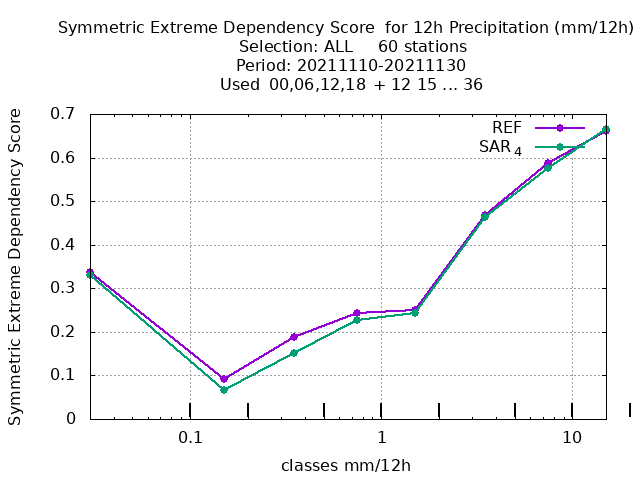 Symmetric Extreme Dependency Score  for 12h Precipitation (mm/12h)
Selection: ALL     60 stations
Period: 20211110-20211130
Used  00,06,12,18  + 12 15 ... 36
Symmetric Extreme Dependency Score
0.7
0.6
0.5
0.4
0.3
0.2
0.1
0
REF
SAR 4
0.1
1
10
classes mm/12h